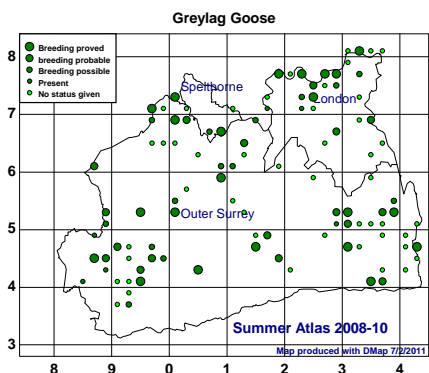 Greylag Goose
Breeding proved
breeding probable
Breeding possible
Present
No status given
Spelthorne
London
Outer Surrey
Summer Atlas 2008-10
Map produced with DMap 7/2/2011
8
7
6
5
4
3
8 9 0 1 2 3 4